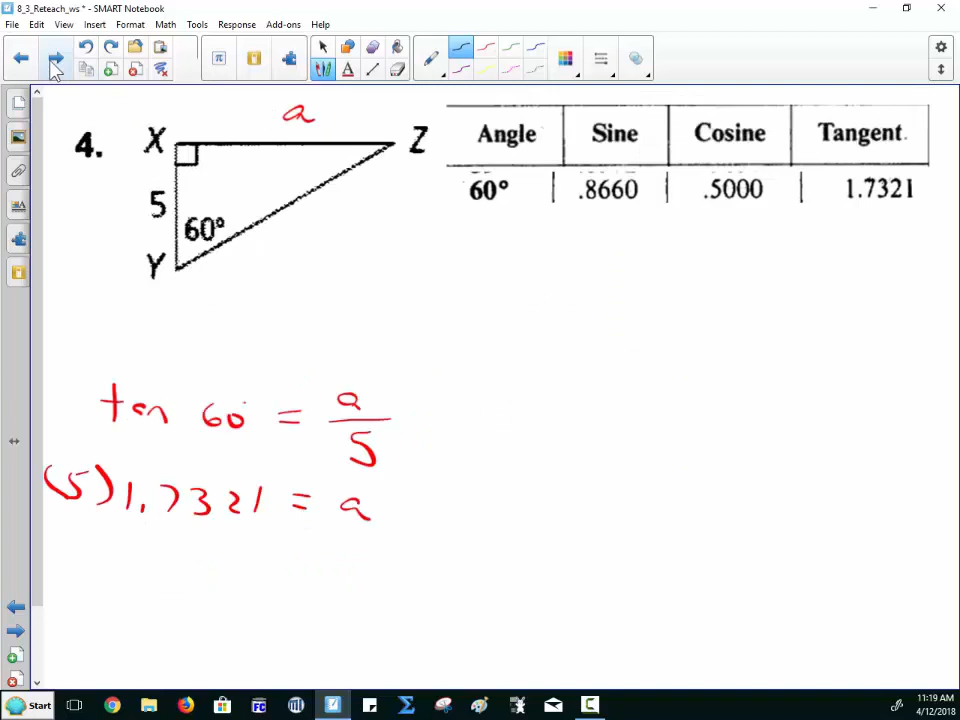 8_3_Reteach_ws * - SMART Notebook
File Edit View Insert Format Math Tools Response Add-ons Help
a
4. X Z
5
60°
Y
Angle Sine Cosine Tangent
60° .8660 .5000 1.7321
tan 60 = a
5
(5) 1.7321 = a
Start
11:19 AM
4/12/2018